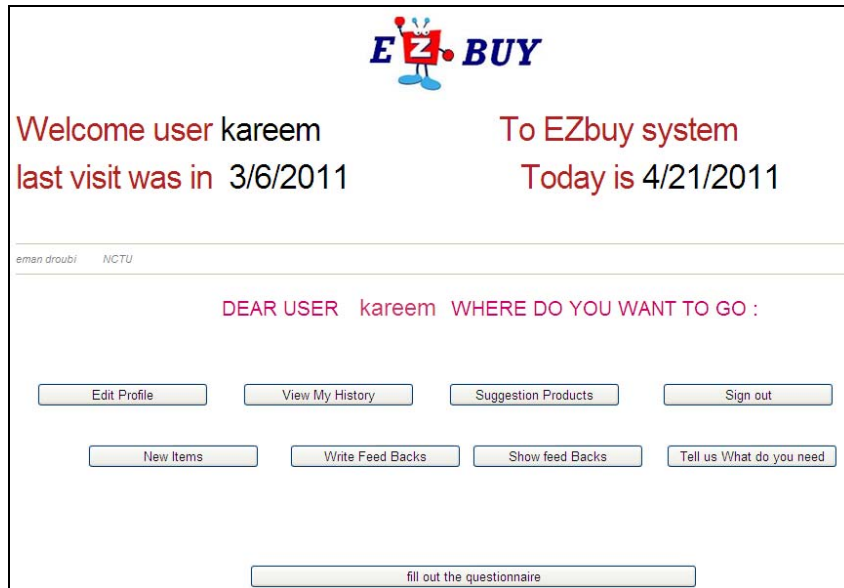 EZ BUY
Welcome user kareem To EZbuy system
last visit was in 3/6/2011 Today is 4/21/2011
eman droubi NCTU
DEAR USER kareem WHERE DO YOU WANT TO GO :
Edit Profile View My History Suggestion Products Sign out
New Items Write Feed Backs Show feed Backs Tell us What do you need
fill out the questionnaire